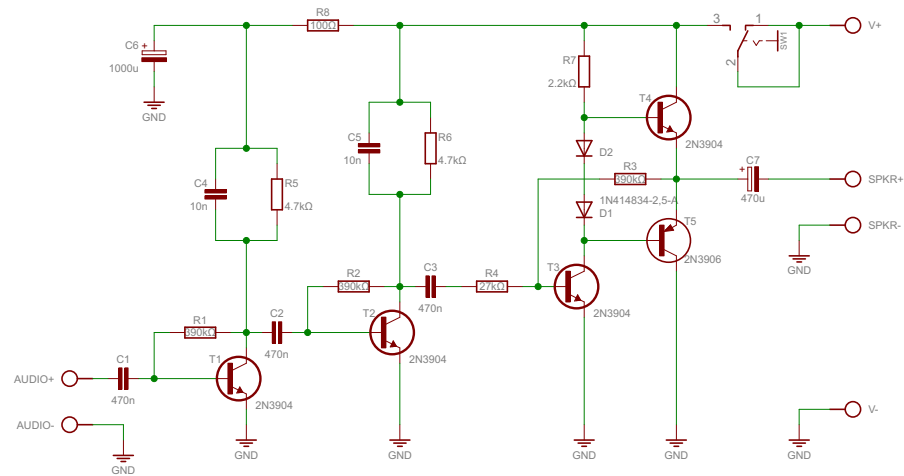 R8
100Ω
3
1
V+
SW1
2
C6
+
1000u
GND
R7
2.2kΩ
T4
2N3904
C5
10n
R6
4.7kΩ
D2
R3
390kΩ
C7
+
470u
SPKR+
C4
10n
R5
4.7kΩ
1N414834-2,5-A
D1
T5
2N3906
SPKR-
GND
R2
390kΩ
C3
470n
R4
27kΩ
T3
2N3904
C2
470n
R1
390kΩ
T2
2N3904
C1
470n
T1
2N3904
AUDIO+
AUDIO-
V-
GND
GND
GND
GND
GND
GND